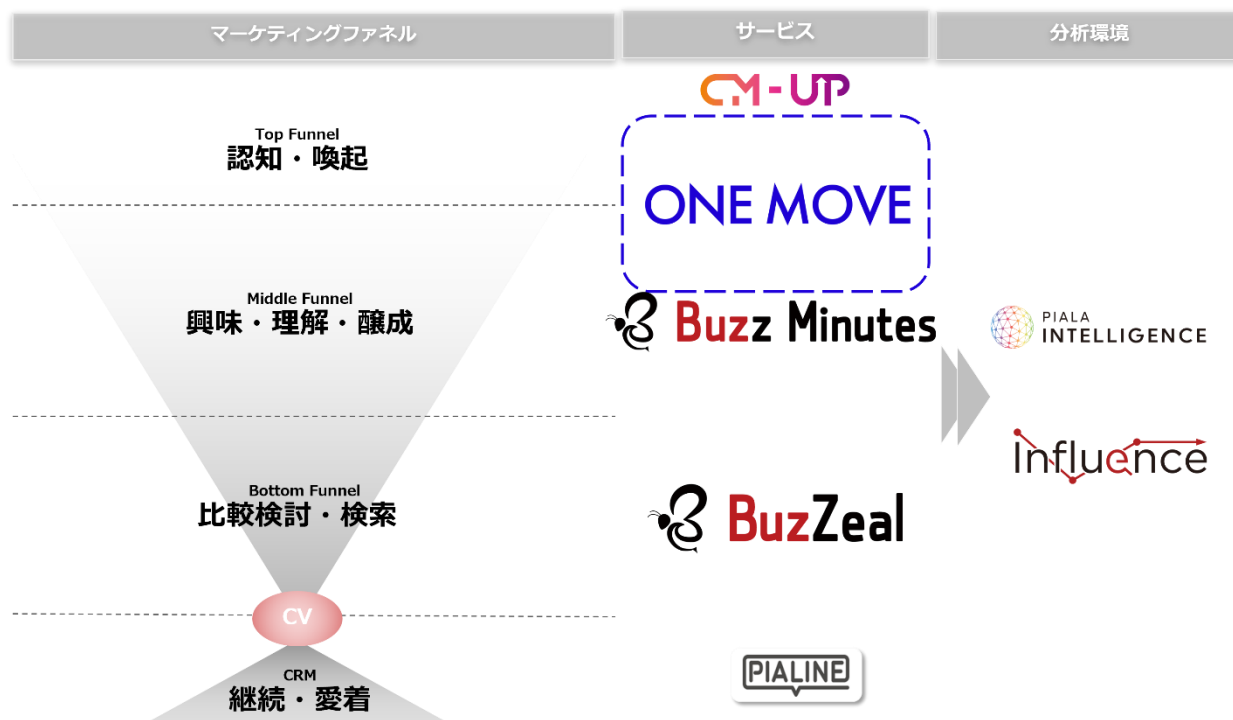 マーケティングファネル
サービス
分析環境
CM-UP
Top Funnel
認知・喚起
ONE MOVE
Middle Funnel
興味・理解・醸成
Buzz Minutes
PIALA
INTELLIGENCE
Influence
Bottom Funnel
比較検討・検索
BuzZeal
CV
CRM
継続・愛着
PIALINE